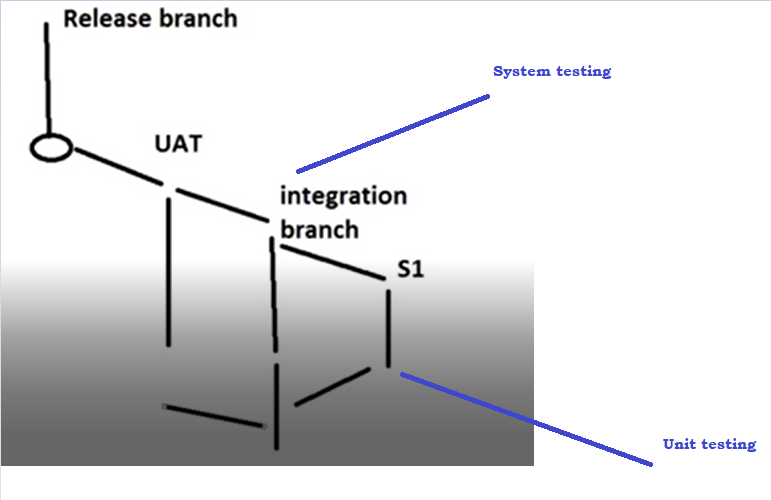 Release branch
System testing
UAT
integration
branch
S1
Unit testing